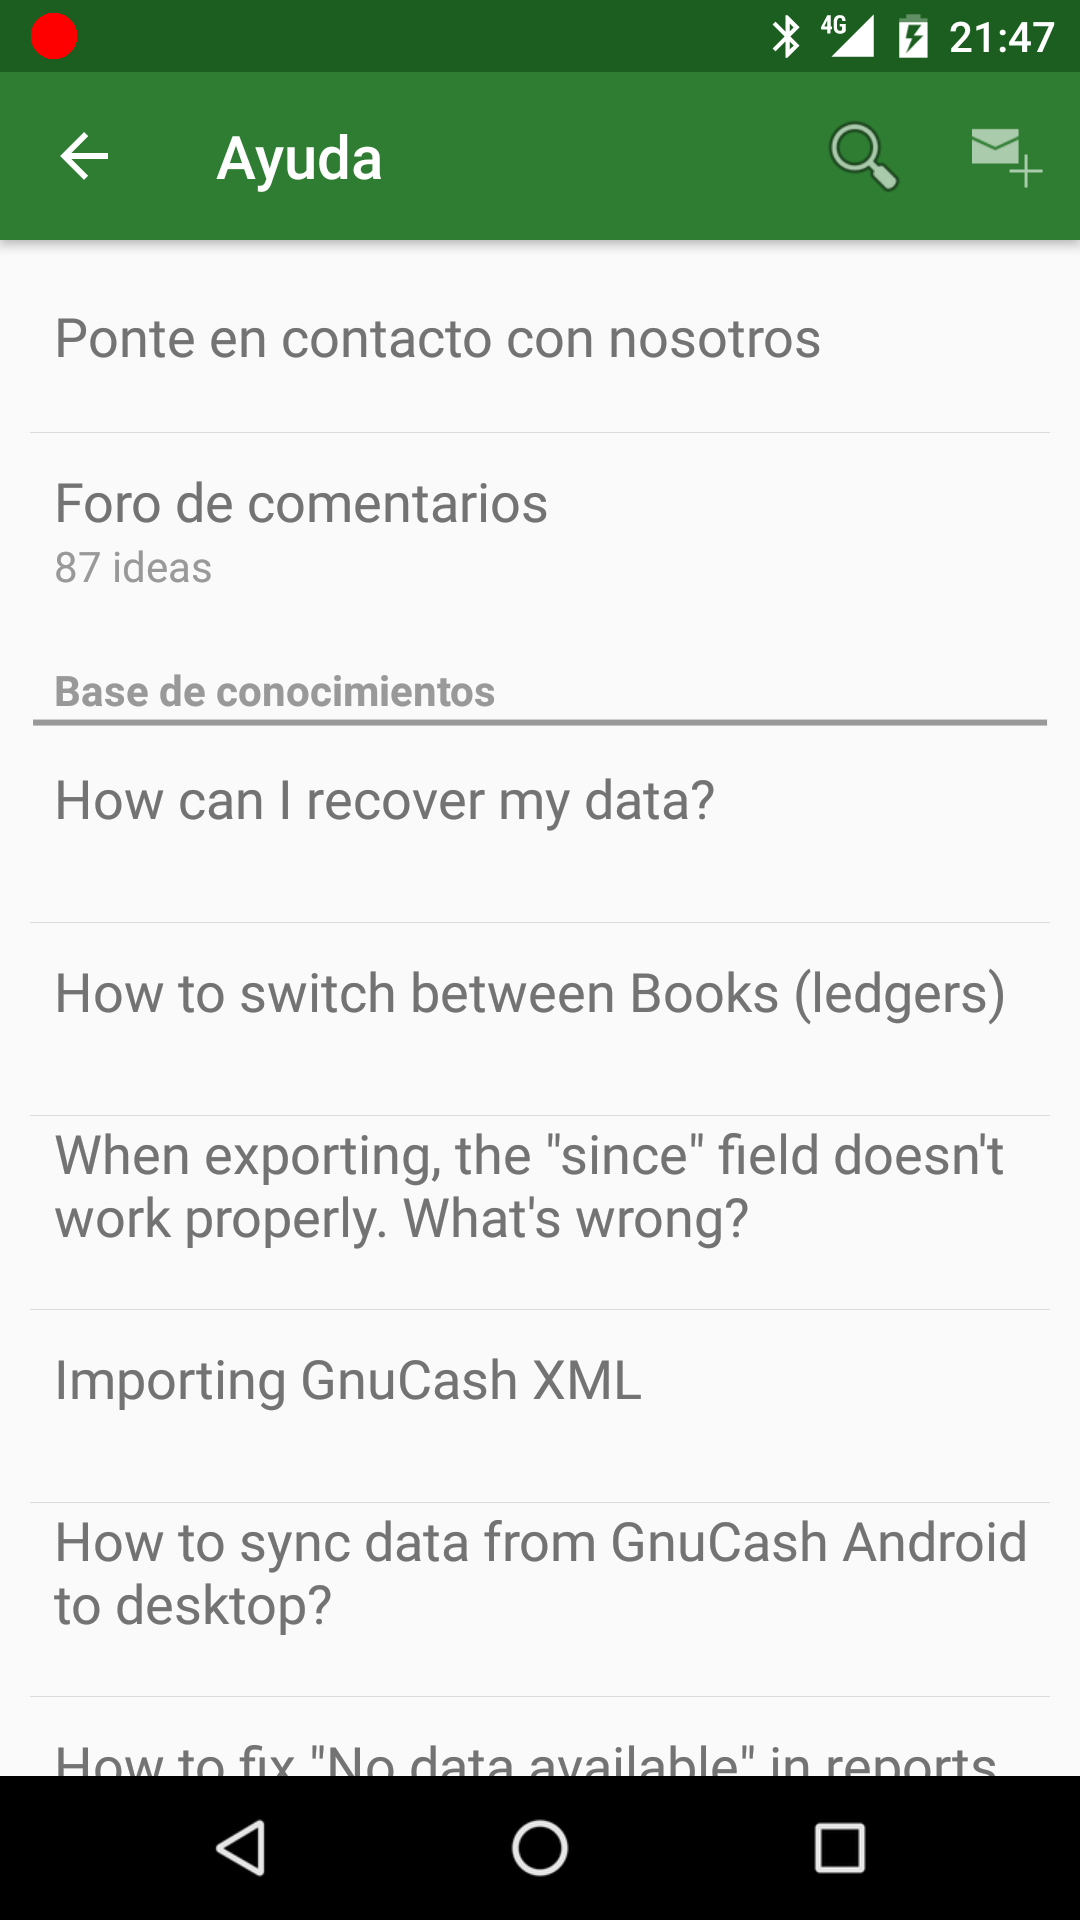 4G 21:47
Ayuda
Ponte en contacto con nosotros
Foro de comentarios
87 ideas
Base de conocimientos
How can I recover my data?
How to switch between Books (ledgers)
When exporting, the "since" field doesn't
work properly. What's wrong?
Importing GnuCash XML
How to sync data from GnuCash Android
to desktop?
How to fix "No data available" in reports